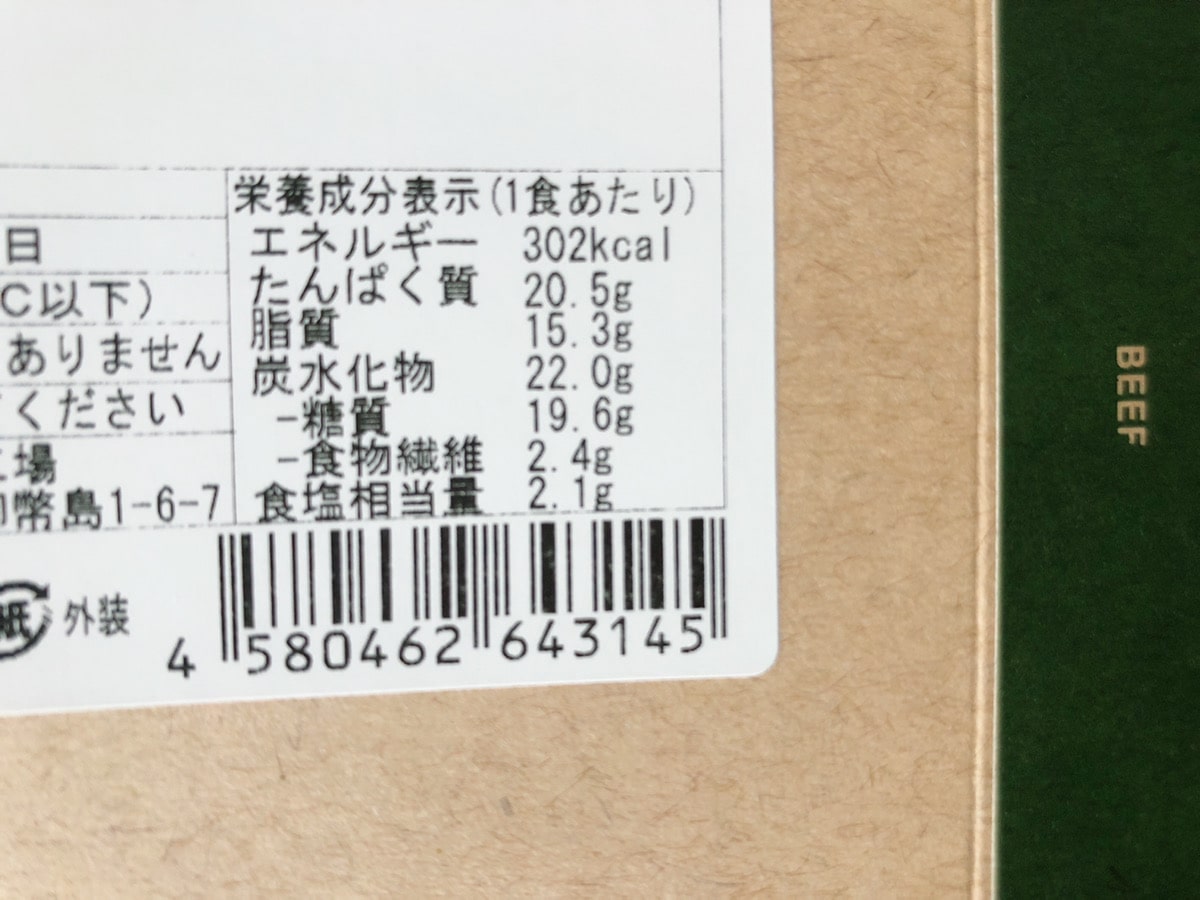 日
C以下)
ありません
ください
場
幣島1-6-7
外装
栄養成分表示(1食あたり)
エネルギー 302kcal
たんぱく質 20.5g
脂質 15.3g
炭水化物 22.0g
-糖質 19.6g
-食物繊維 2.4g
食塩相当量 2.1g
4 580462 643145
BEEF